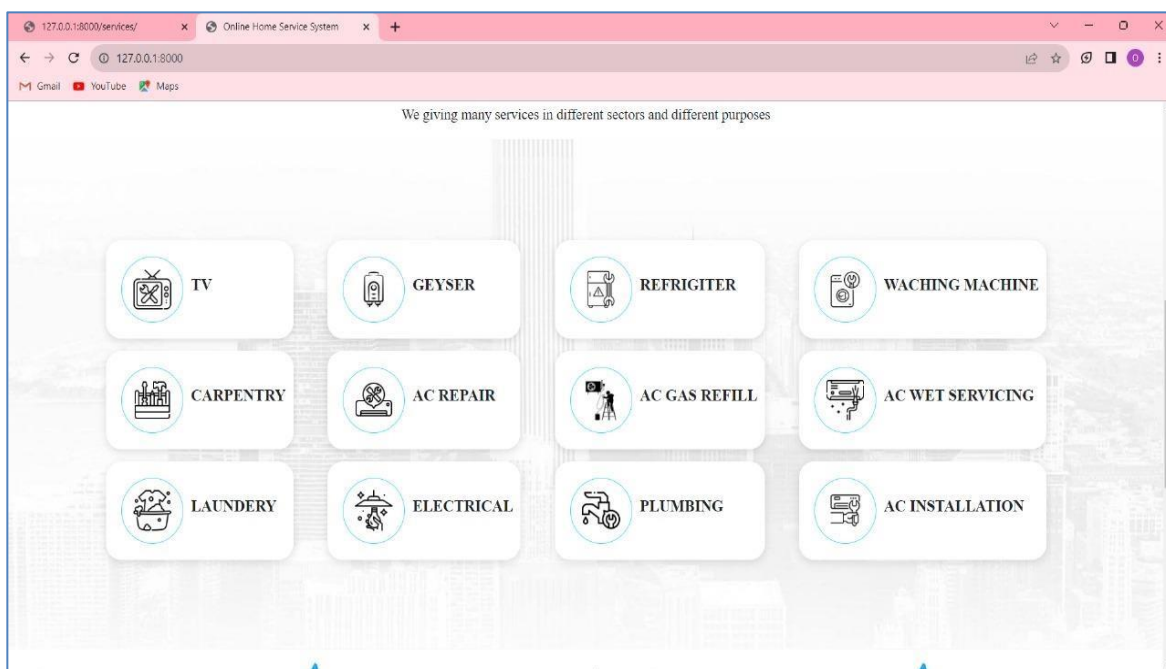 127.0.0.1:8000/services/ Online Home Service System
127.0.0.1:8000
Gmail YouTube Maps
We giving many services in different sectors and different purposes
TV GEYSER REFRIGITER WACHING MACHINE
CARPENTRY AC REPAIR AC GAS REFILL AC WET SERVICING
LAUNDERY ELECTRICAL PLUMBING AC INSTALLATION